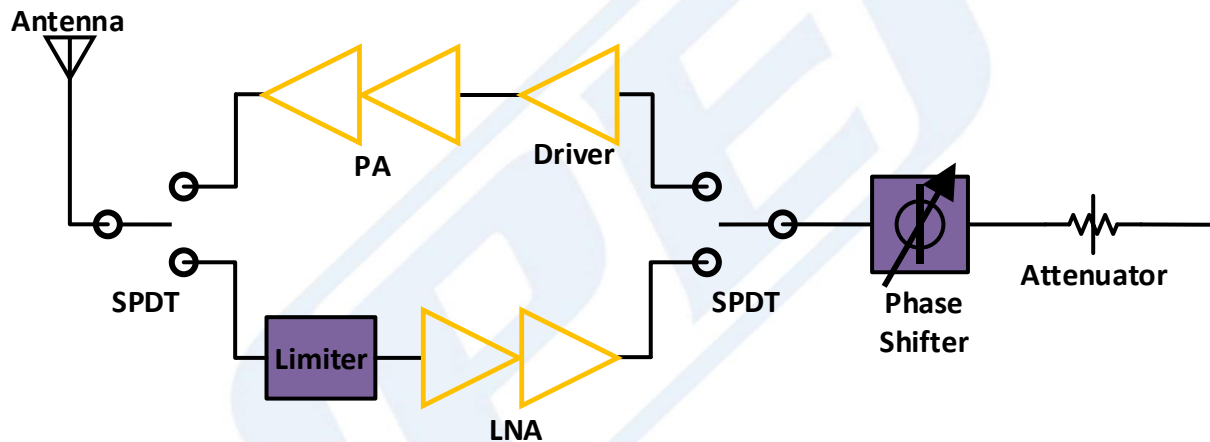 Antenna
PA
Driver
SPDT
SPDT
Phase
Shifter
Attenuator
Limiter
LNA